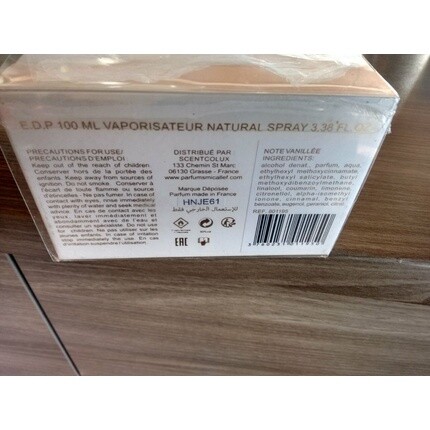 E.D.P 100 ML VAPORISATEUR NATURAL SPRAY 3.38 FL.OZ
PRECAUTIONS FOR USE/
PRÉCAUTIONS D'EMPLOI
Keep out of the reach of children.
Conserver hors de la portée des
enfants. Keep away from sources of
ignition. Do not smoke. Conserver à
l'écart de toute flamme ou source
d'étincelles. Ne pas fumer. In case of
contact with eyes, rinse immediately
with plenty of water and seek medical
advice. En cas de contact avec les
yeux, laver immédiatement et
abondamment avec de l'eau et
consulter un spécialiste. Do not use
for children Ne pas utiliser sur les
jeunes enfants. In case of irritation
stop immediately the use. En cas
d'irritation suspendre l'utilisation.
DISTRIBUÉ PAR
SCENTOLUX
133 Chemin St Marc
06130 Grasse - France
www.parfumsmicallef.com
Marque Déposée
Parfum made in France
HNJE61
للإستعمال الخارجي فقط
EAC
NOTE VANILLÉE
INGREDIENTS:
alcohol denat., parfum, aqua,
ethylhexyl methoxycinnamate,
ethylhexyl salicylate, butyl
methoxydibenzoylmethane,
linalool, coumarin, limonene,
citronellol, alpha-isomethyl
ionone, cinnamal, benzyl
benzoate, eugenol, geraniol, citral.